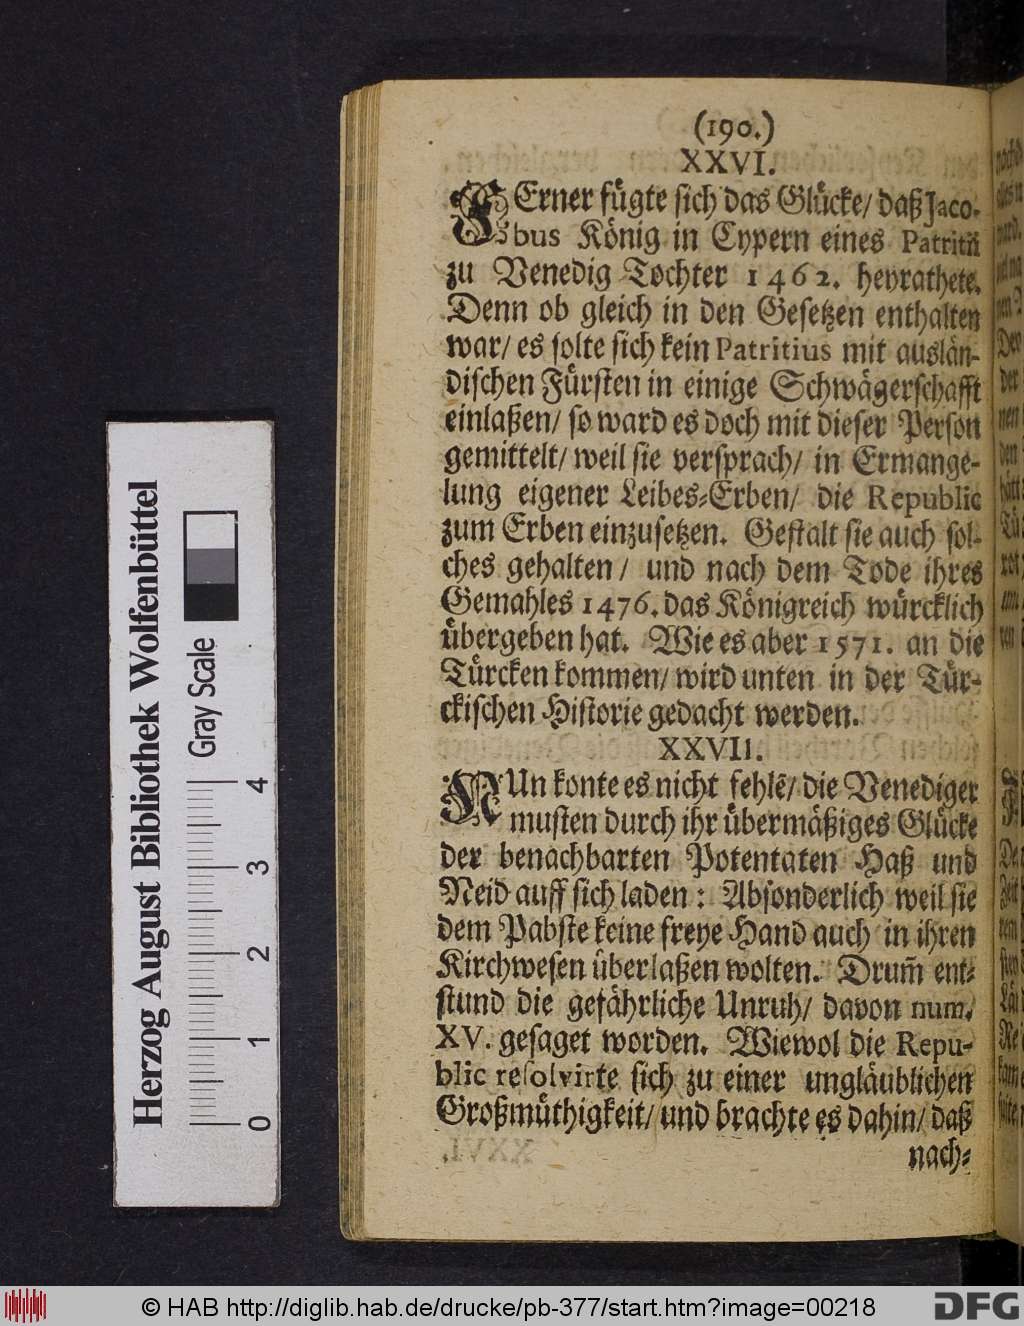 (190.)
XXVI.
FErner fügte sich das Glücke/ daß Jaco-
bus König in Cypern eines Patritii
zu Venedig Tochter 1462. heyrathete.
Denn ob gleich in den Gesetzen enthalten
war/ es solte sich kein Patritius mit auslän-
dischen Fürsten in einige Schwägerschafft
einlaßen/ so ward es doch mit dieser Person
gemittelt/ weil sie versprach/ in Ermange-
lung eigener Leibes-Erben/ die Republic
zum Erben einzusetzen. Gestalt sie auch sol-
ches gehalten/ und nach dem Tode ihres
Gemahles 1476. das Königreich würcklich
übergeben hat. Wie es aber 1571. an die
Türcken kommen/ wird unten in der Tür-
ckischen Historie gedacht werden.
XXVII.
NUn konte es nicht fehlẽ/ die Venediger
musten durch ihr übermäßiges Glücke
der benachbarten Potentaten Haß und
Neid auff sich laden: Absonderlich weil sie
dem Pabste keine freye Hand auch in ihren
Kirchwesen überlaßen wolten. Drum̃ ent-
stund die gefährliche Unruh/ davon num.
XV. gesaget worden. Wiewol die Repu-
blic resolvirte sich zu einer ungläublichen
Großmüthigkeit/ und brachte es dahin/ daß
nach-
Herzog August Bibliothek Wolfenbüttel
Gray Scale
0 1 2 3 4
© HAB http://diglib.hab.de/drucke/pb-377/start.htm?image=00218
DFG